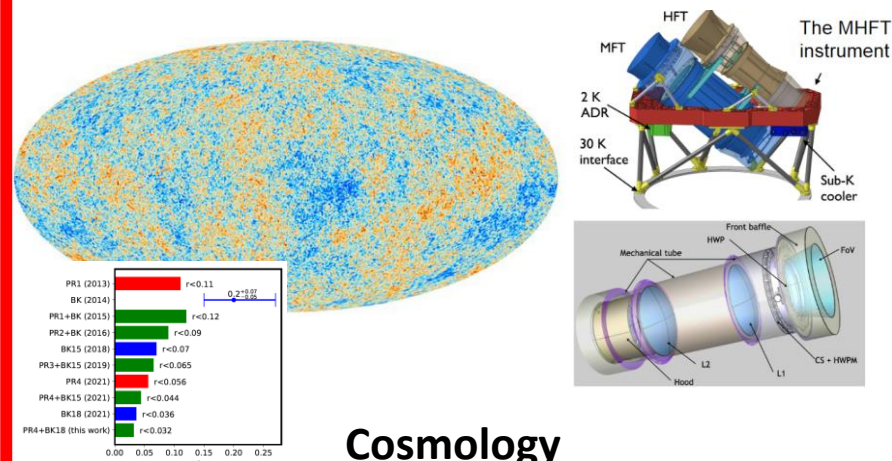 HFT
The MHFT
instrument
MFT
2 K
ADR
30 K
interface
Sub-K
cooler
Front baffle
HWP
FoV
Mechanical tube
L2
L1
CS + HWPM
Hood
PR1 (2013) r<0.11
BK (2014) 0.2+0.07−0.05
PR1+BK (2015) r<0.12
PR2+BK (2016) r<0.09
BK15 (2018) r<0.07
PR3+BK15 (2019) r<0.065
PR4 (2021) r<0.056
PR4+BK15 (2021) r<0.044
BK18 (2021) r<0.036
PR4+BK18 (this work) r<0.032
0.00 0.05 0.10 0.15 0.20 0.25
Cosmology